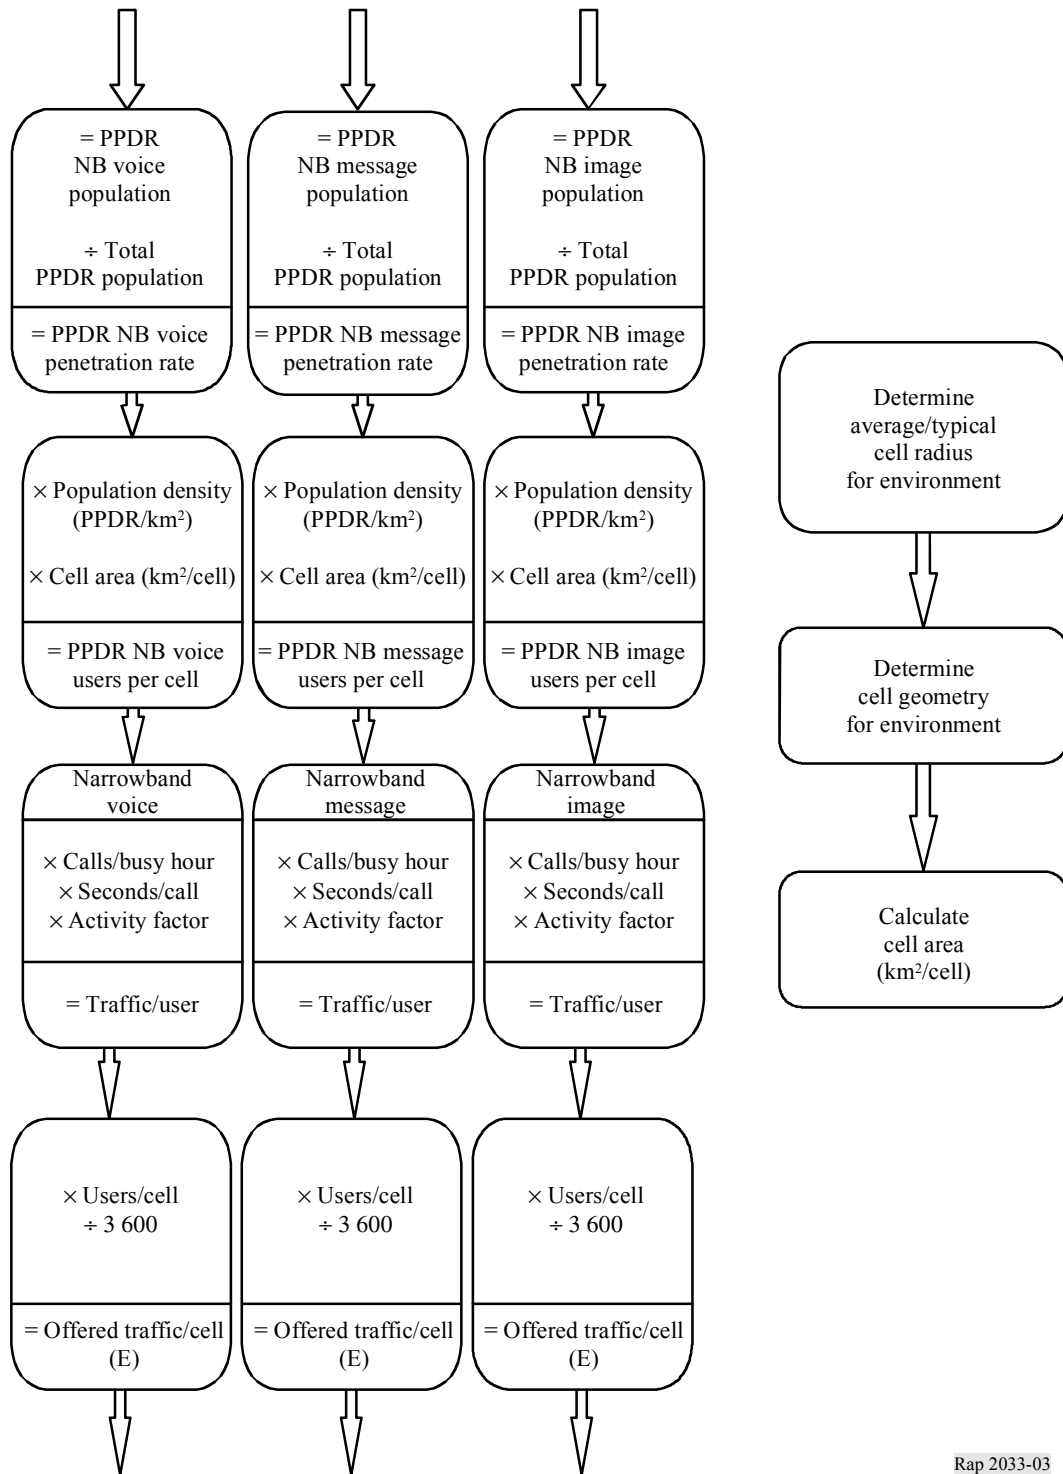 = PPDR
NB voice
population
÷ Total
PPDR population
= PPDR NB voice
penetration rate
= PPDR
NB message
population
÷ Total
PPDR population
= PPDR NB message
penetration rate
= PPDR
NB image
population
÷ Total
PPDR population
= PPDR NB image
penetration rate
× Population density
(PPDR/km²)
× Cell area (km²/cell)
= PPDR NB voice
users per cell
× Population density
(PPDR/km²)
× Cell area (km²/cell)
= PPDR NB message
users per cell
× Population density
(PPDR/km²)
× Cell area (km²/cell)
= PPDR NB image
users per cell
Narrowband
voice
× Calls/busy hour
× Seconds/call
× Activity factor
= Traffic/user
Narrowband
message
× Calls/busy hour
× Seconds/call
× Activity factor
= Traffic/user
Narrowband
image
× Calls/busy hour
× Seconds/call
× Activity factor
= Traffic/user
× Users/cell
÷ 3 600
= Offered traffic/cell
(E)
× Users/cell
÷ 3 600
= Offered traffic/cell
(E)
× Users/cell
÷ 3 600
= Offered traffic/cell
(E)
Determine
average/typical
cell radius
for environment
Determine
cell geometry
for environment
Calculate
cell area
(km²/cell)
Rap 2033-03